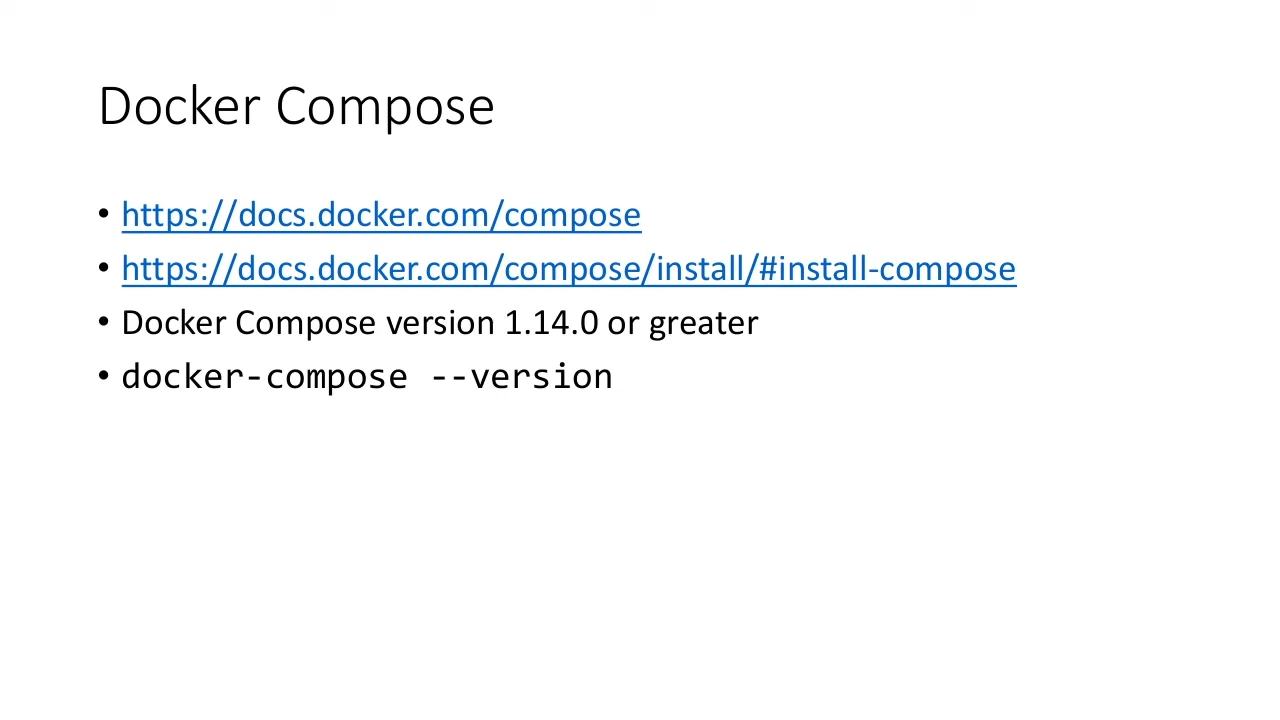 Docker Compose
• https://docs.docker.com/compose
• https://docs.docker.com/compose/install/#install-compose
• Docker Compose version 1.14.0 or greater
• docker-compose --version